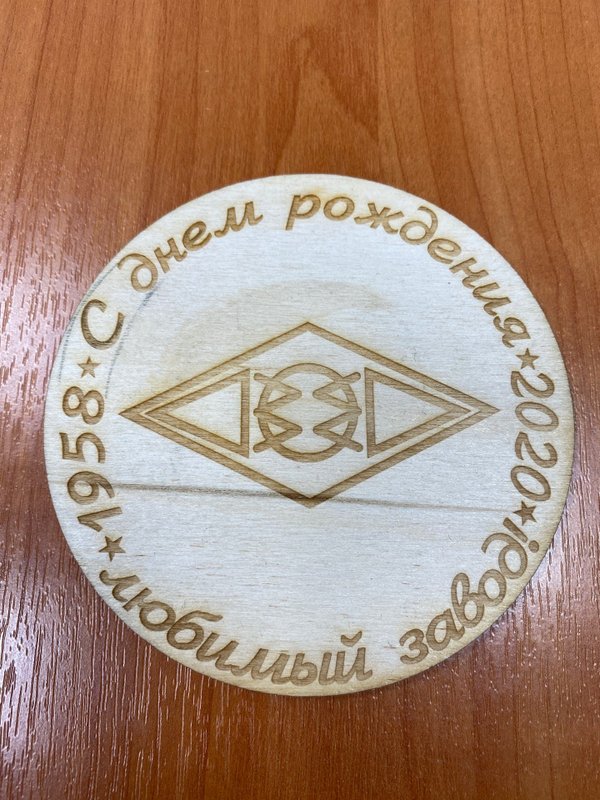 С днем рождения
★2020★
любимый завод!
★1958★